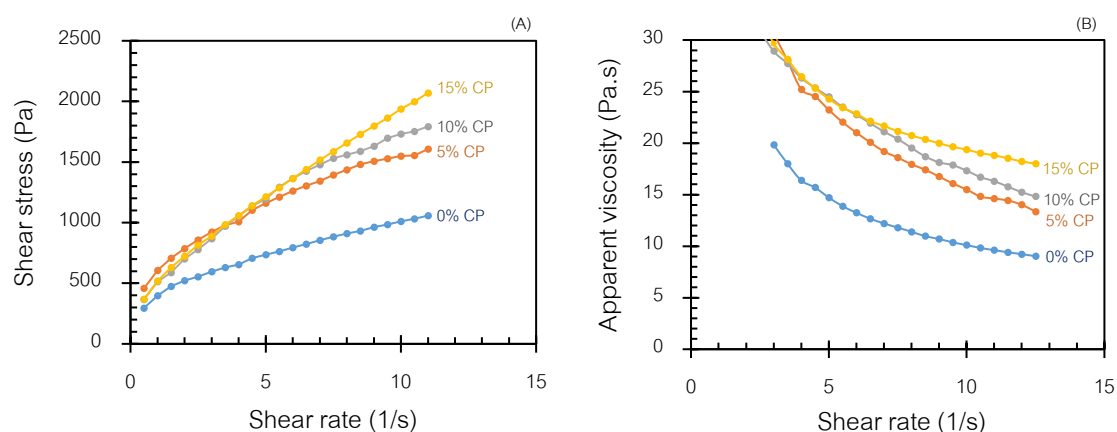 (A)
Shear stress (Pa)
2500
2000
1500
1000
500
0
0 5 10 15
Shear rate (1/s)
15% CP
10% CP
5% CP
0% CP
(B)
Apparent viscosity (Pa.s)
30
25
20
15
10
5
0
0 5 10 15
Shear rate (1/s)
15% CP
10% CP
5% CP
0% CP